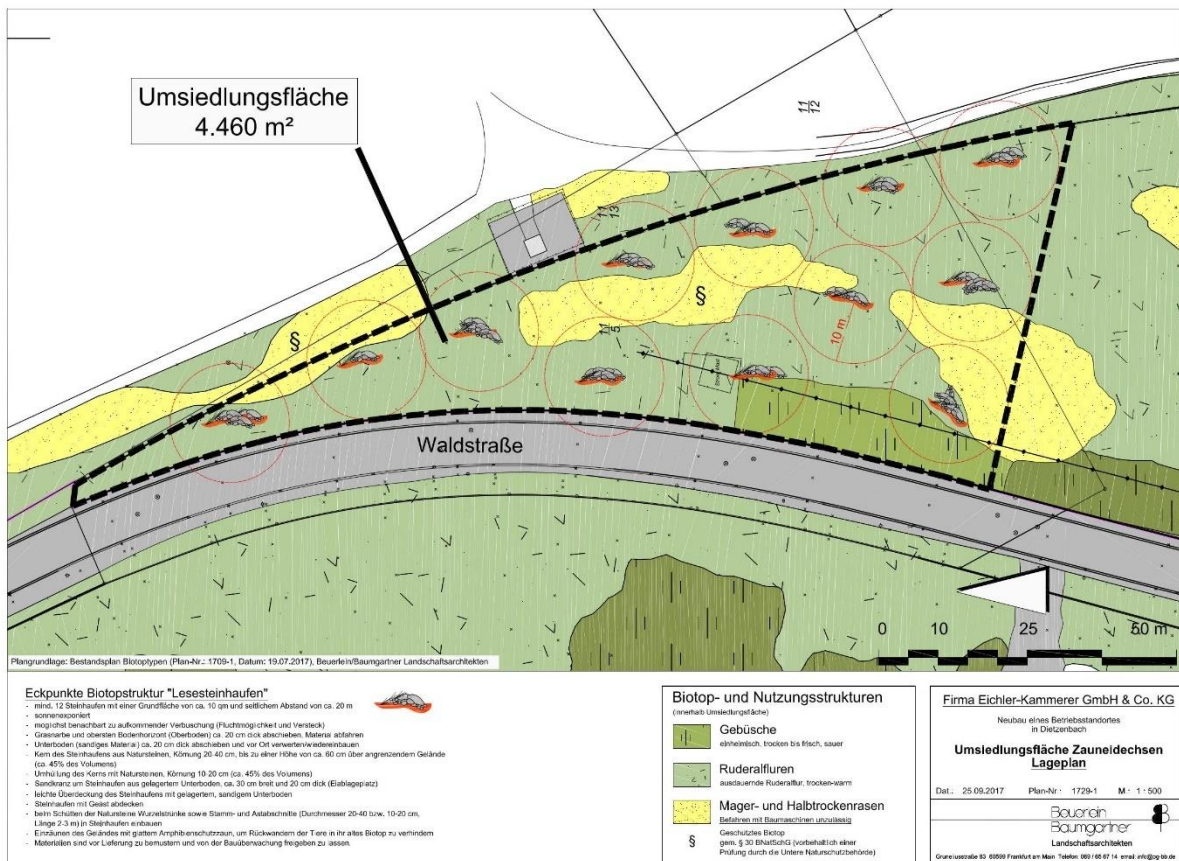 Umsiedlungsfläche
4.460 m²
11
12
11
13
§
§
11
5
10 m
Waldstraße
0 10 25 50 m
Plangrundlage: Bestandsplan Biotoptypen (Plan-Nr.: 1709-1, Datum: 19.07.2017), Beuerlein/Baumgartner Landschaftsarchitekten
Eckpunkte Biotopstruktur "Lesesteinhaufen"
- mind. 12 Steinhaufen mit einer Grundfläche von ca. 10 qm und seitlichem Abstand von ca. 20 m
- sonnenexponiert
- möglichst benachbart zu aufkommender Verbuschung (Fluchtmöglichkeit und Versteck)
- Grasnarbe und obersten Bodenhorizont (Oberboden) ca. 20 cm dick abschieben, Material abfahren
- Unterboden (sandiges Material) ca. 20 cm dick abschieben und vor Ort verwerten/wiedereinbauen
- Kern des Steinhaufens aus Natursteinen, Körnung 20-40 cm, bis zu einer Höhe von ca. 60 cm über angrenzendem Gelände
(ca. 45% des Volumens)
- Umhüllung des Kerns mit Natursteinen, Körnung 10-20 cm (ca. 45% des Volumens)
- Sandkranz um Steinhaufen aus gelagertem Unterboden, ca. 30 cm breit und 20 cm dick (Eiablageplatz)
- leichte Überdeckung des Steinhaufens mit gelagertem, sandigem Unterboden
- Steinhaufen mit Geäst abdecken
- beim Schütten der Natursteine Wurzelstrünke sowie Stamm- und Astabschnitte (Durchmesser 20-40 bzw. 10-20 cm,
Länge 2-3 m) in Steinhaufen einbauen
- Einzäunen des Geländes mit glattem Amphibienschutzzaun, um Rückwandern der Tiere in ihr altes Biotop zu verhindern
- Materialien sind vor Lieferung zu bemustern und von der Bauüberwachung freigeben zu lassen
Biotop- und Nutzungsstrukturen
(innerhalb Umsiedlungsfläche)
Gebüsche
einheimisch, trocken bis frisch, sauer
Ruderalfluren
ausdauernde Ruderalflur, trocken-warm
Mager- und Halbtrockenrasen
Befahren mit Baumaschinen unzulässig
§ Geschütztes Biotop
gem. § 30 BNatSchG (vorbehaltlich einer
Prüfung durch die Untere Naturschutzbehörde)
Firma Eichler-Kammerer GmbH & Co. KG
Neubau eines Betriebsstandortes
in Dietzenbach
Umsiedlungsfläche Zauneidechsen
Lageplan
Dat.: 25.09.2017 Plan-Nr : 1729-1 M : 1 : 500
Beuerlein
Baumgartner
Landschaftsarchitekten